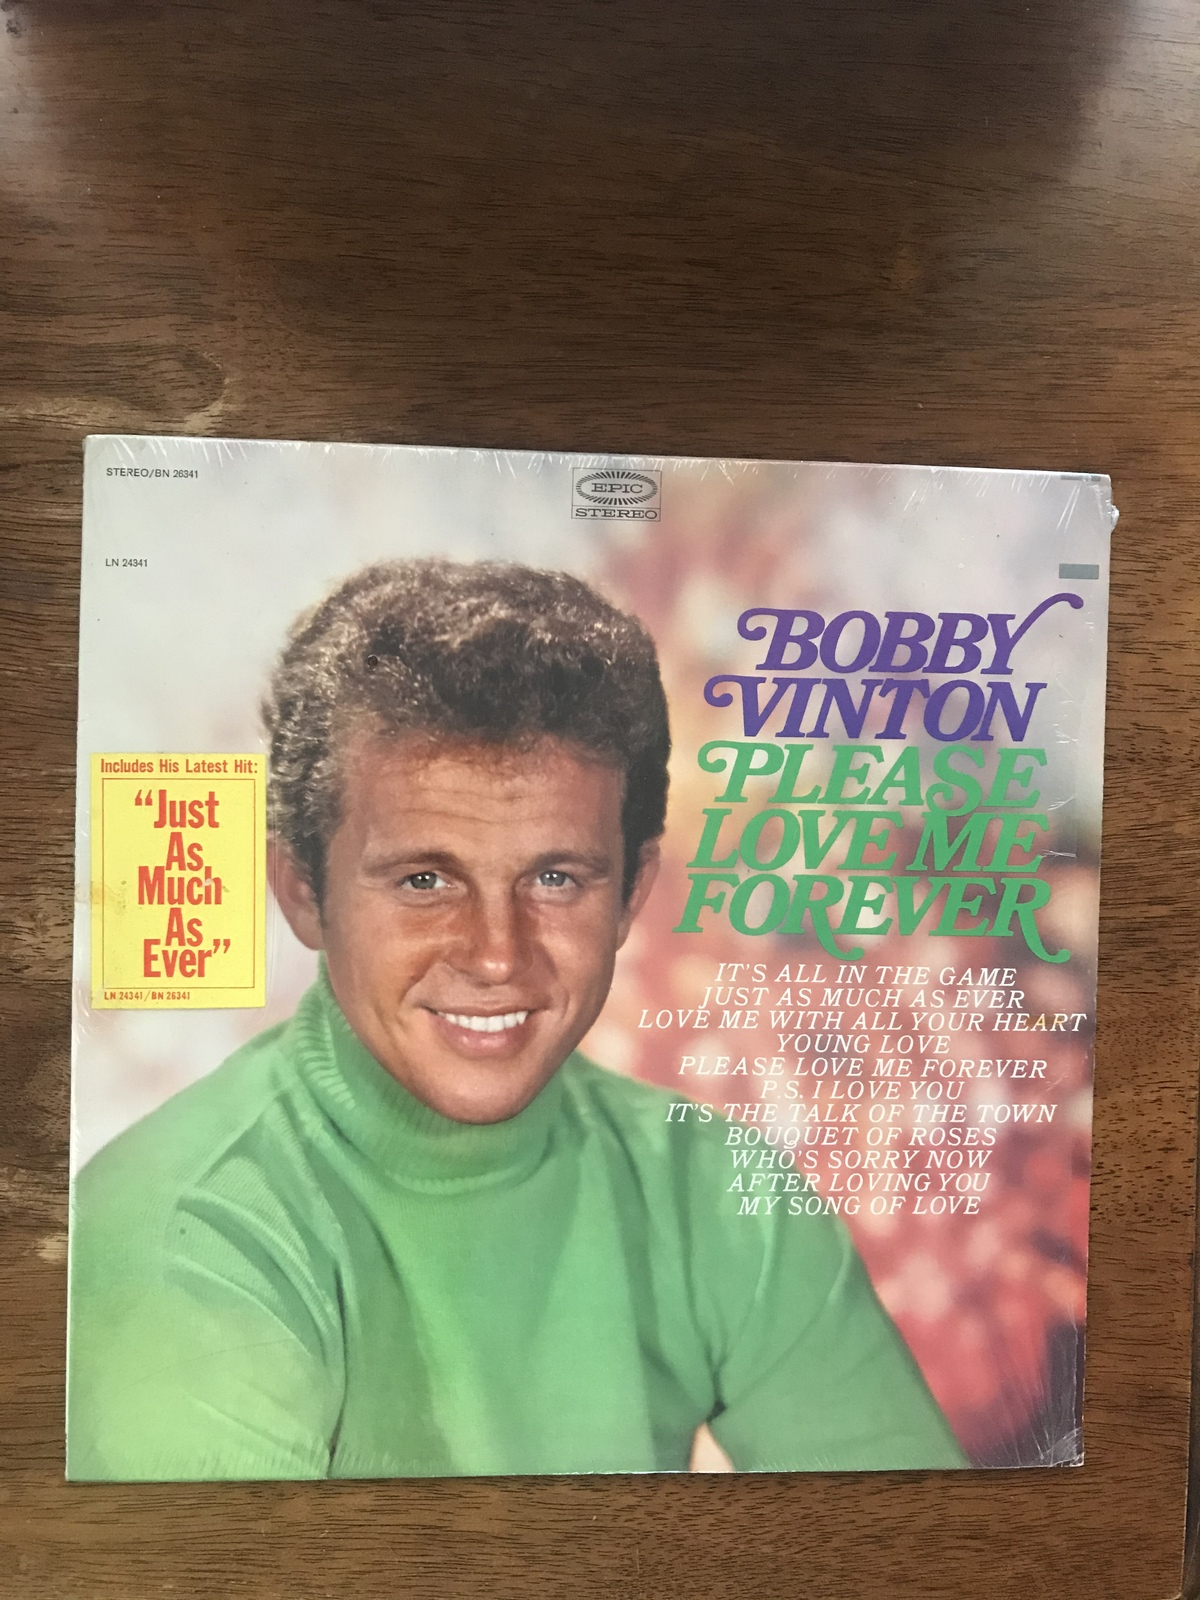 STEREO/BN 26341
EPIC
STEREO
LN 24341
BOBBY
VINTON
PLEASE
LOVE ME
FOREVER
Includes His Latest Hit:
“Just
As
Much
As
Ever”
LN 24341/BN 26341
IT'S ALL IN THE GAME
JUST AS MUCH AS EVER
LOVE ME WITH ALL YOUR HEART
YOUNG LOVE
PLEASE LOVE ME FOREVER
P.S. I LOVE YOU
IT'S THE TALK OF THE TOWN
BOUQUET OF ROSES
WHO'S SORRY NOW
AFTER LOVING YOU
MY SONG OF LOVE